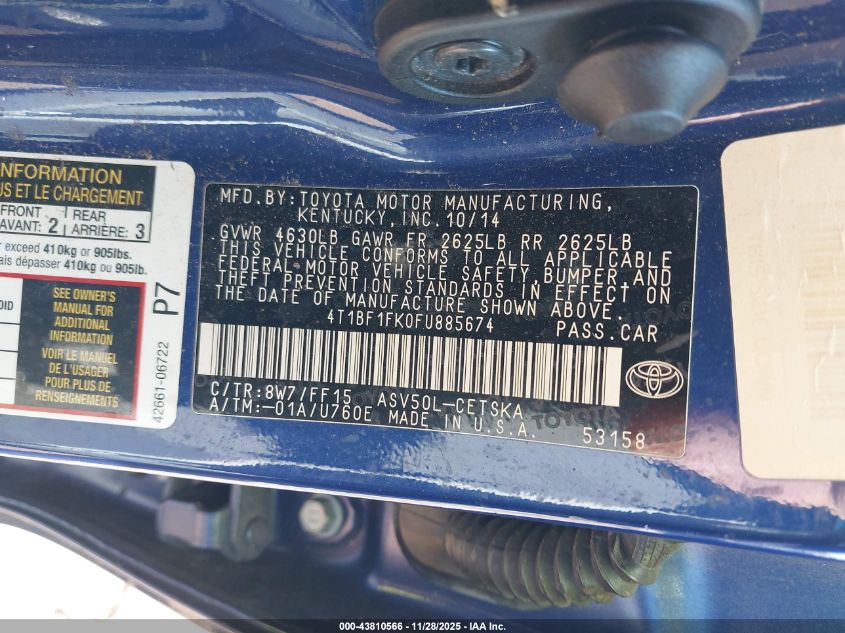 INFORMATION
US ET LE CHARGEMENT
FRONT
AVANT: 2
REAR
ARRIÈRE: 3
exceed 410kg or 905lbs.
ais dépasser 410kg ou 905lb.
SEE OWNER'S
MANUAL FOR
ADDITIONAL
INFORMATION
VOIR LE MANUEL
DE L'USAGER
POUR PLUS DE
RENSEIGNEMENTS
P7
42661-06722
MFD.BY:TOYOTA MOTOR MANUFACTURING,
KENTUCKY, INC.10/14
GVWR 4630LB GAWR FR 2625LB RR 2625LB
THIS VEHICLE CONFORMS TO ALL APPLICABLE
FEDERAL MOTOR VEHICLE SAFETY BUMPER,AND
THEFT PREVENTION STANDARDS IN EFFECT ON
THE DATE OF MANUFACTURE SHOWN ABOVE.
4T1BF1FK0FU885674 PASS.CAR
C/TR:8W7/FF15 ASV50L-CETSKA
A/TM:-01A/U760E MADE IN U.S.A. 53158
000-43810566 - 11/28/2025 - IAA Inc.